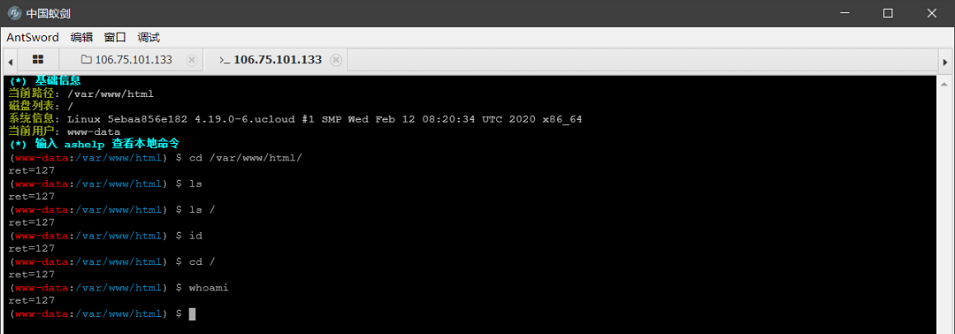 中国蚁剑
AntSword 编辑 窗口 调试
106.75.101.133 >_ 106.75.101.133
(*) 基础信息
当前路径: /var/www/html
磁盘列表: /
系统信息: Linux 5ebaa856e182 4.19.0-6.ucloud #1 SMP Wed Feb 12 08:20:34 UTC 2020 x86_64
当前用户: www-data
(*) 输入 ashelp 查看本地命令
(www-data:/var/www/html) $ cd /var/www/html/
ret=127
(www-data:/var/www/html) $ ls
ret=127
(www-data:/var/www/html) $ ls /
ret=127
(www-data:/var/www/html) $ id
ret=127
(www-data:/var/www/html) $ cd /
ret=127
(www-data:/var/www/html) $ whoami
ret=127
(www-data:/var/www/html) $